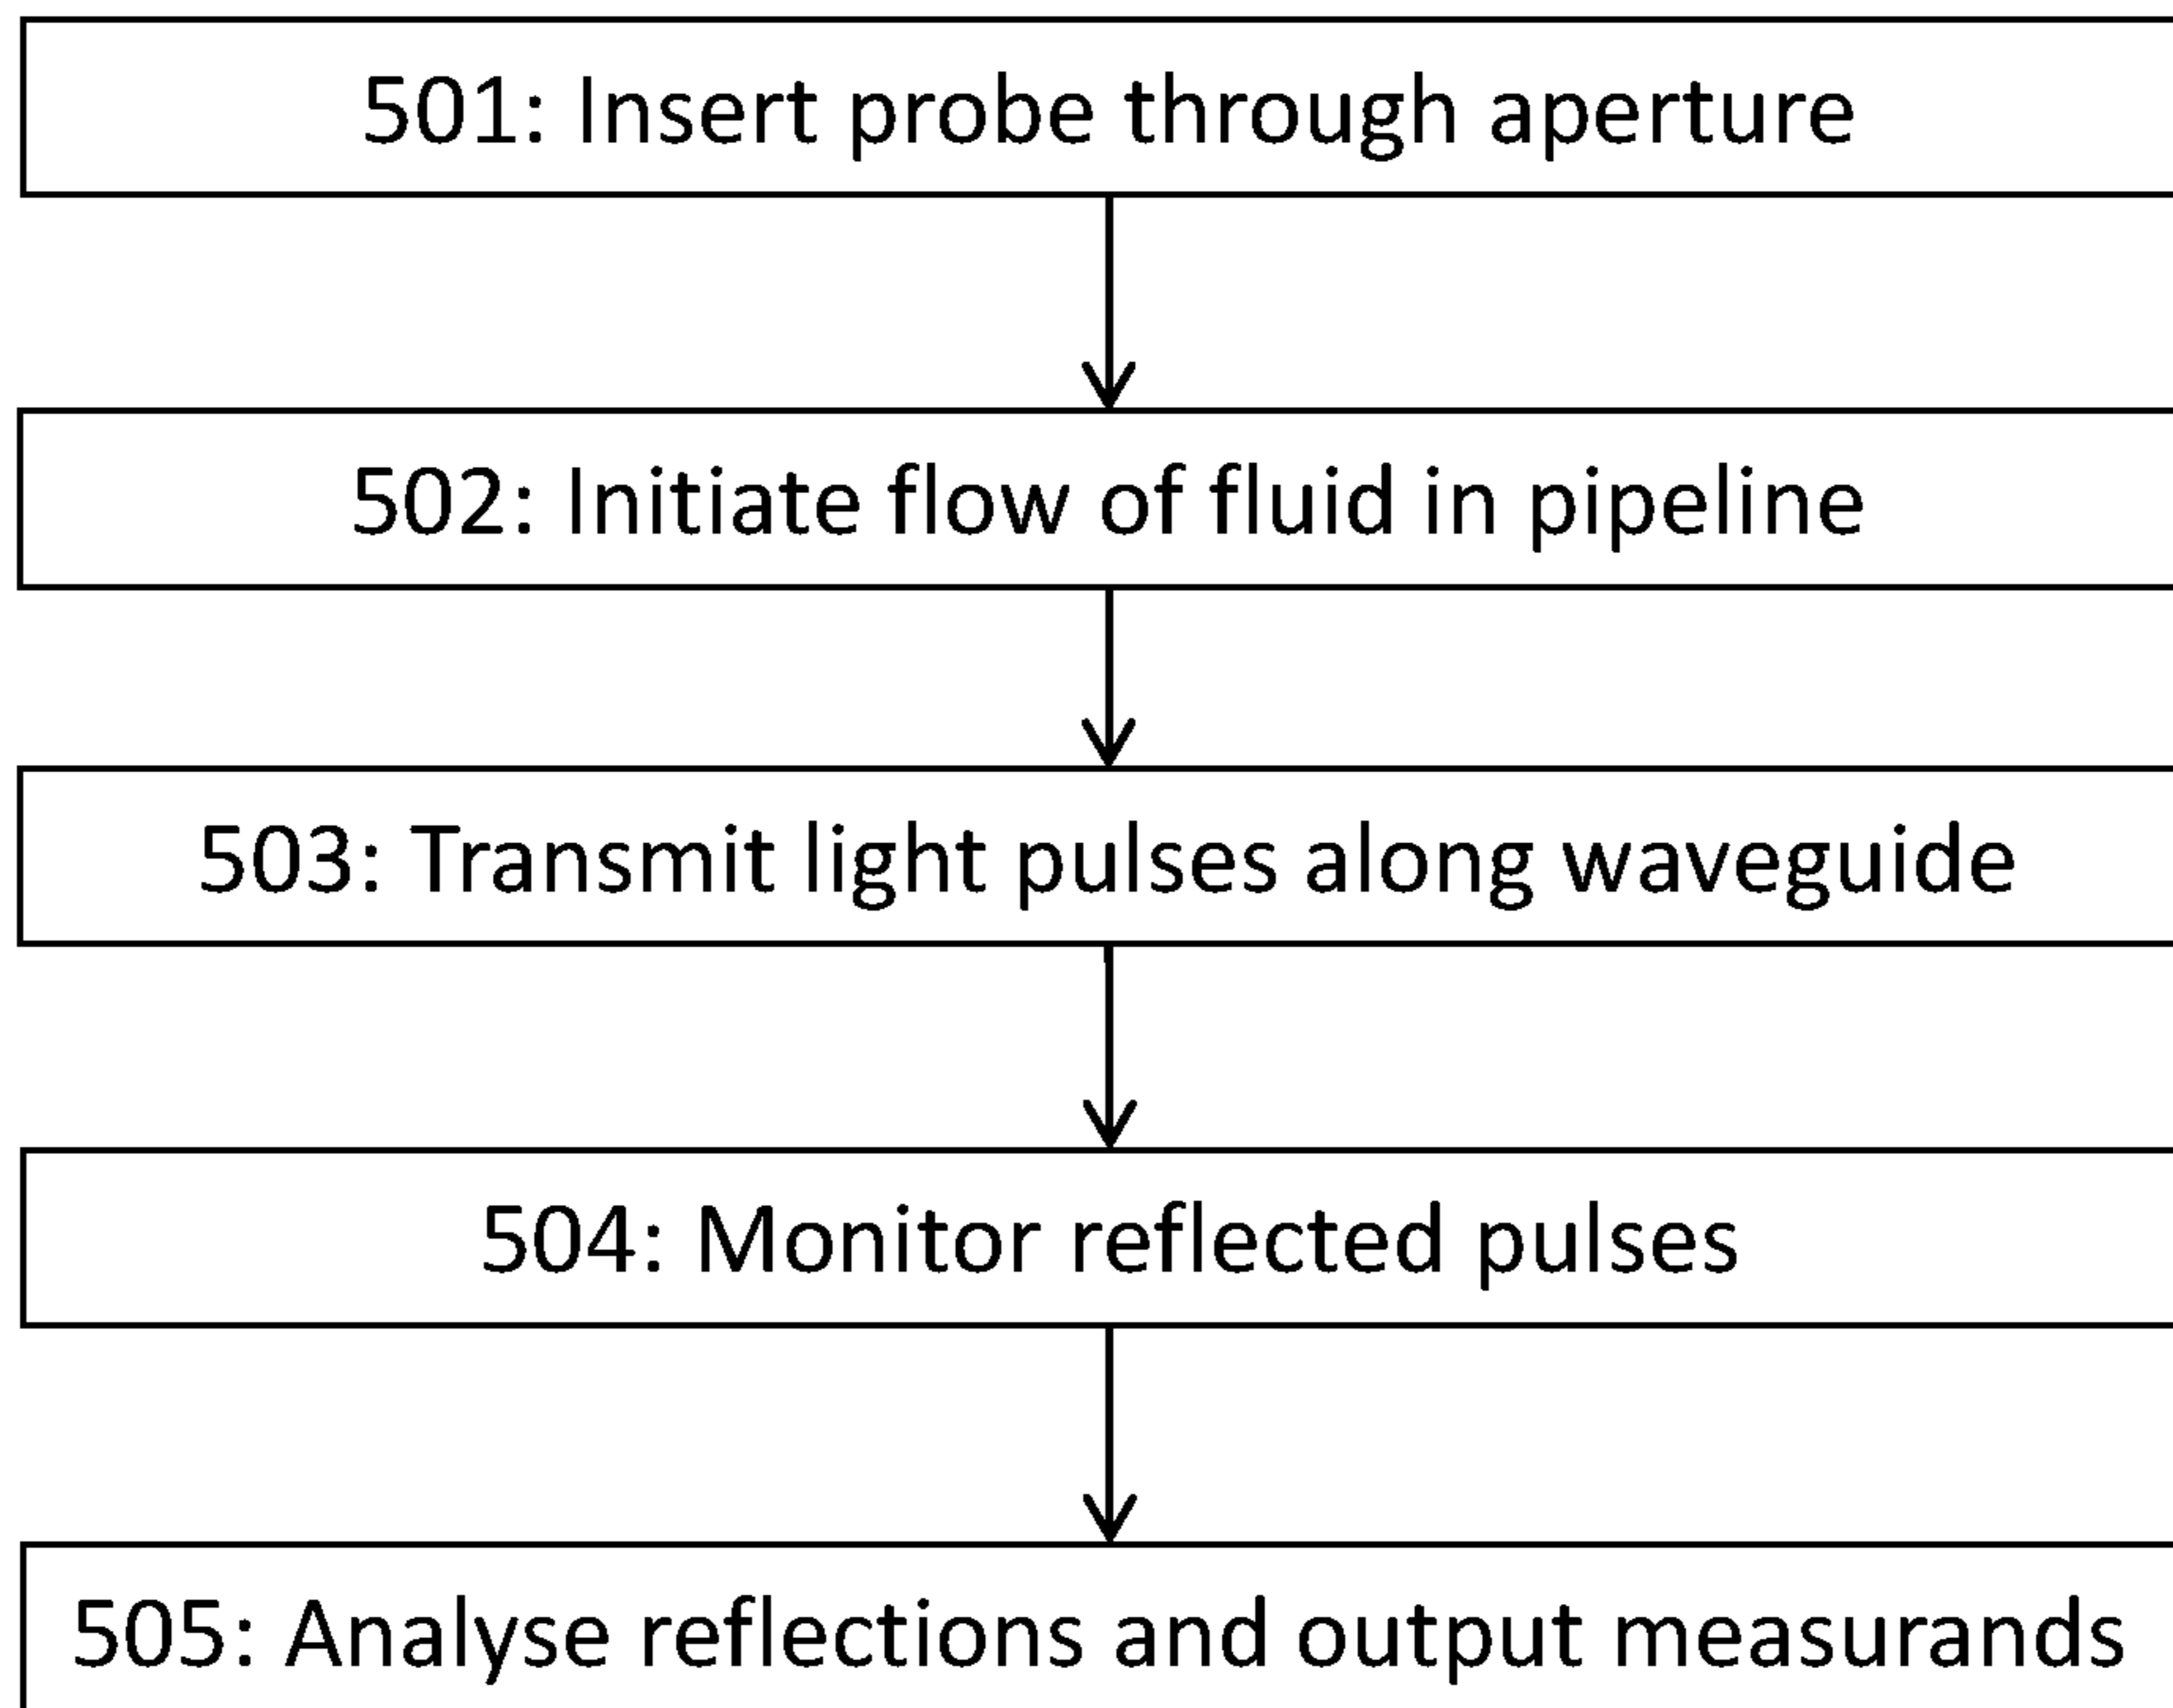 501: Insert probe through aperture
502: Initiate flow of fluid in pipeline
503: Transmit light pulses along waveguide
504: Monitor reflected pulses
505: Analyse reflections and output measurands